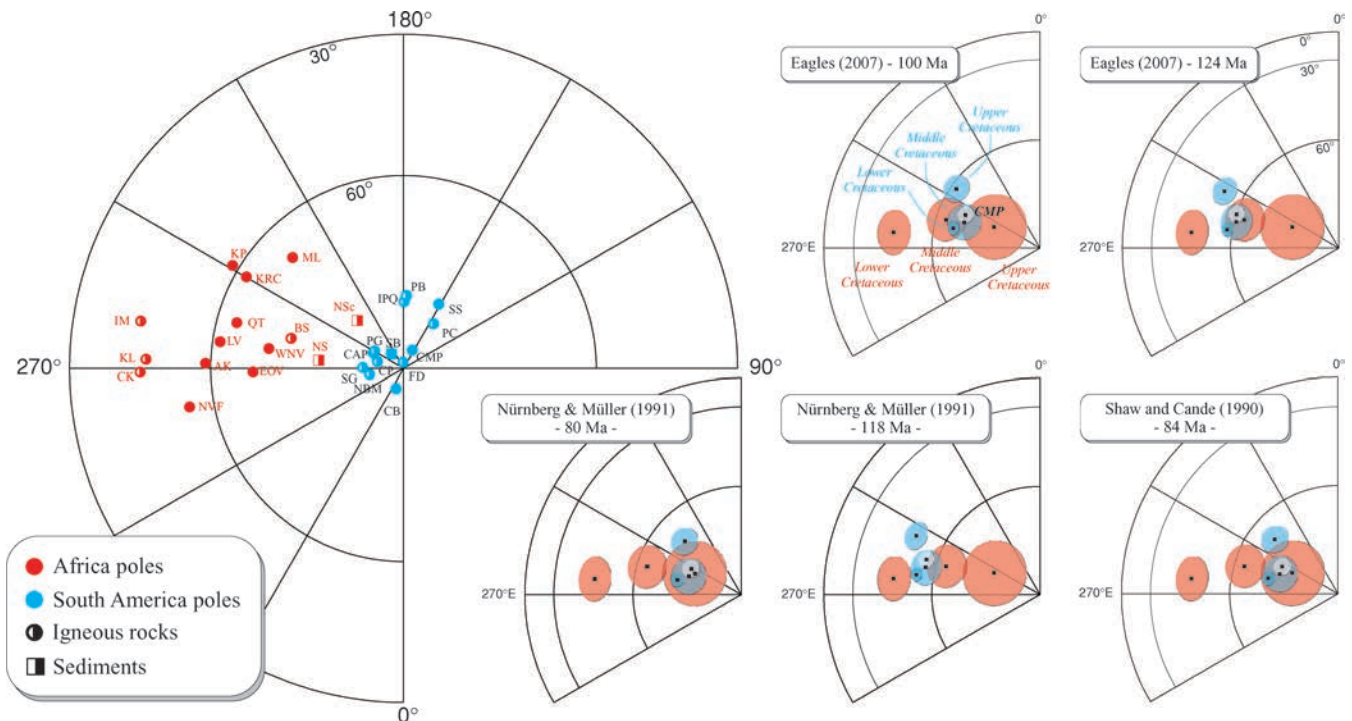 180°
30°
60°
270°
90°
0°
KP
KRC
ML
IM
QT
LV
BS
NSc
NS
KL
CK
AK
WNV
EOV
NVF
IPQ
PB
SS
PC
PG
SB
CAP
CMP
CP
SG
FD
NBM
CB
Africa poles
South America poles
Igneous rocks
Sediments
0°
Eagles (2007) - 100 Ma
Upper
Cretaceous
Middle
Cretaceous
Lower
Cretaceous
CMP
270°E
Lower
Cretaceous
Middle
Cretaceous
Upper
Cretaceous
0°
Eagles (2007) - 124 Ma
0°
30°
60°
270°E
Nürnberg & Müller (1991)
- 80 Ma -
270°E
0°
Nürnberg & Müller (1991)
- 118 Ma -
270°E
0°
Shaw and Cande (1990)
- 84 Ma -
270°E
0°